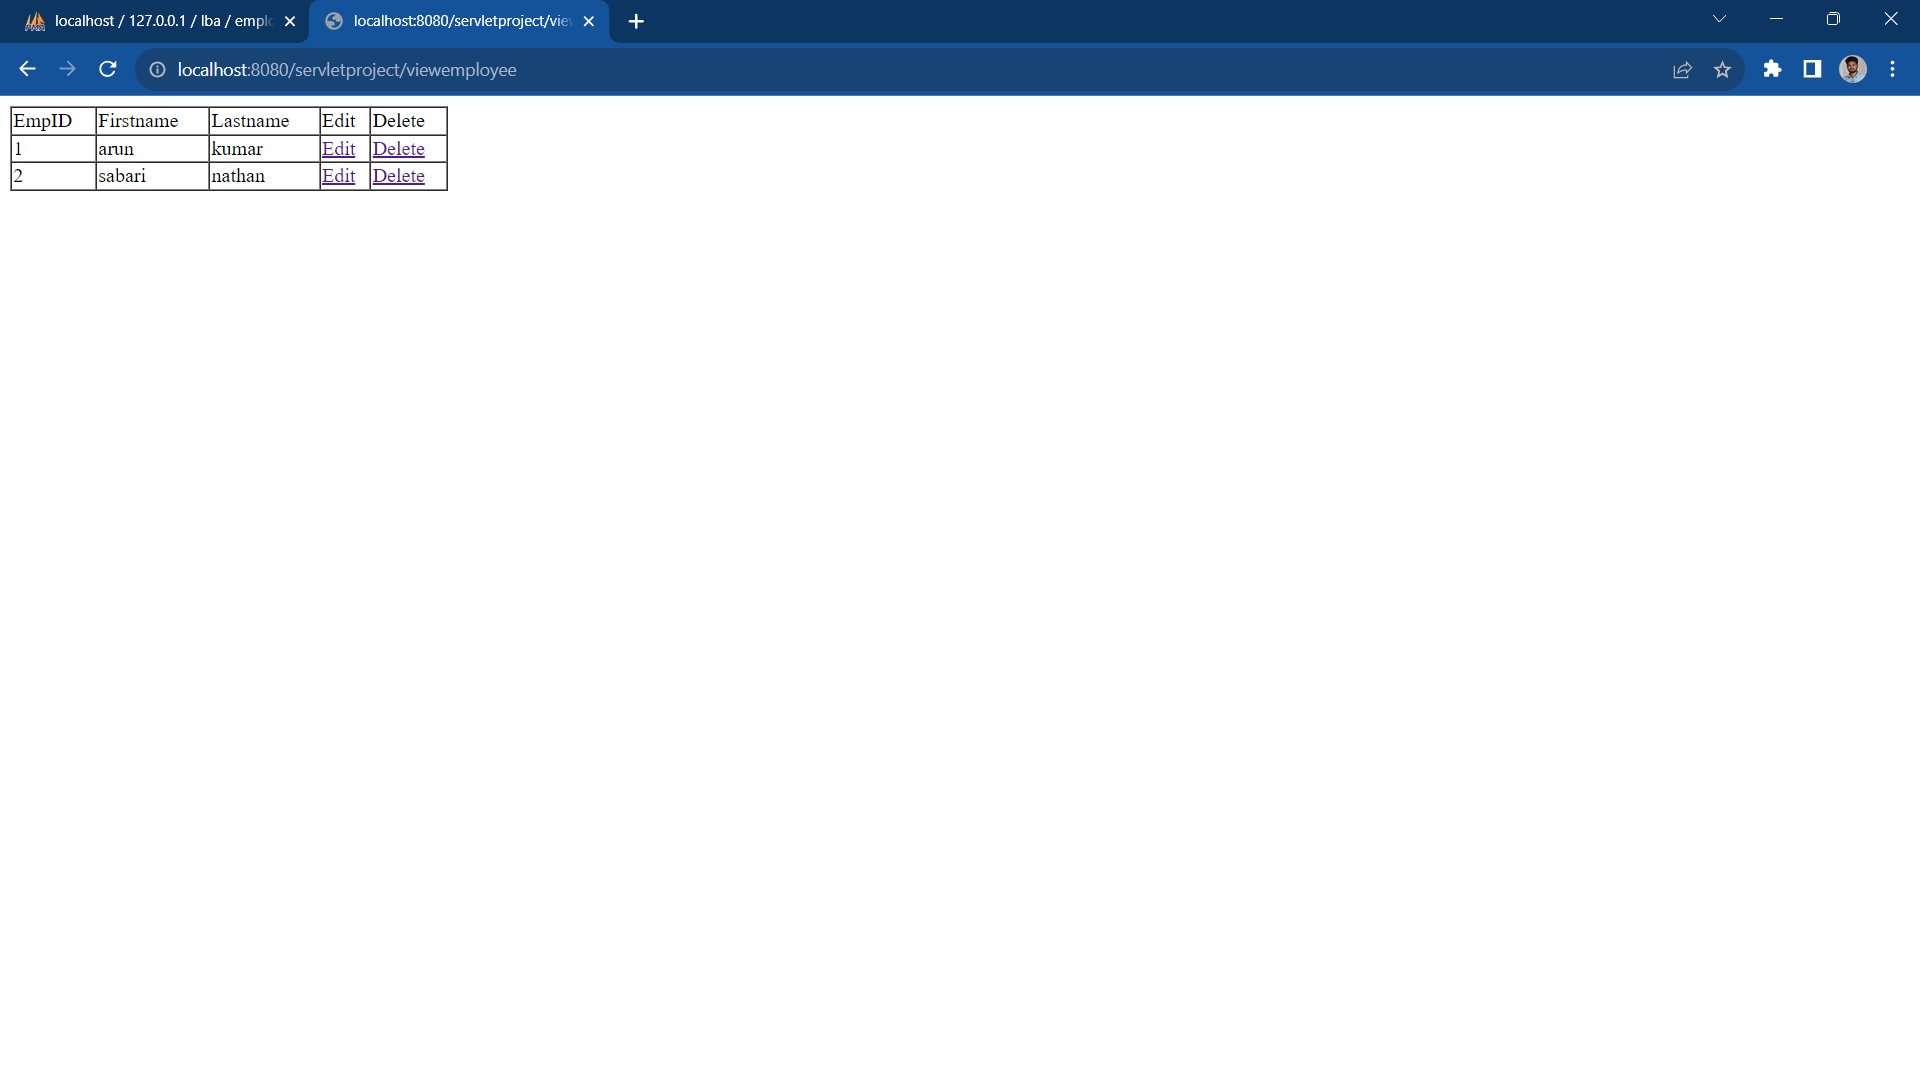 localhost / 127.0.0.1 / lba / empl
localhost:8080/servletproject/vie
localhost:8080/servletproject/viewemployee
EmpID Firstname Lastname Edit Delete
1 arun kumar Edit Delete
2 sabari nathan Edit Delete